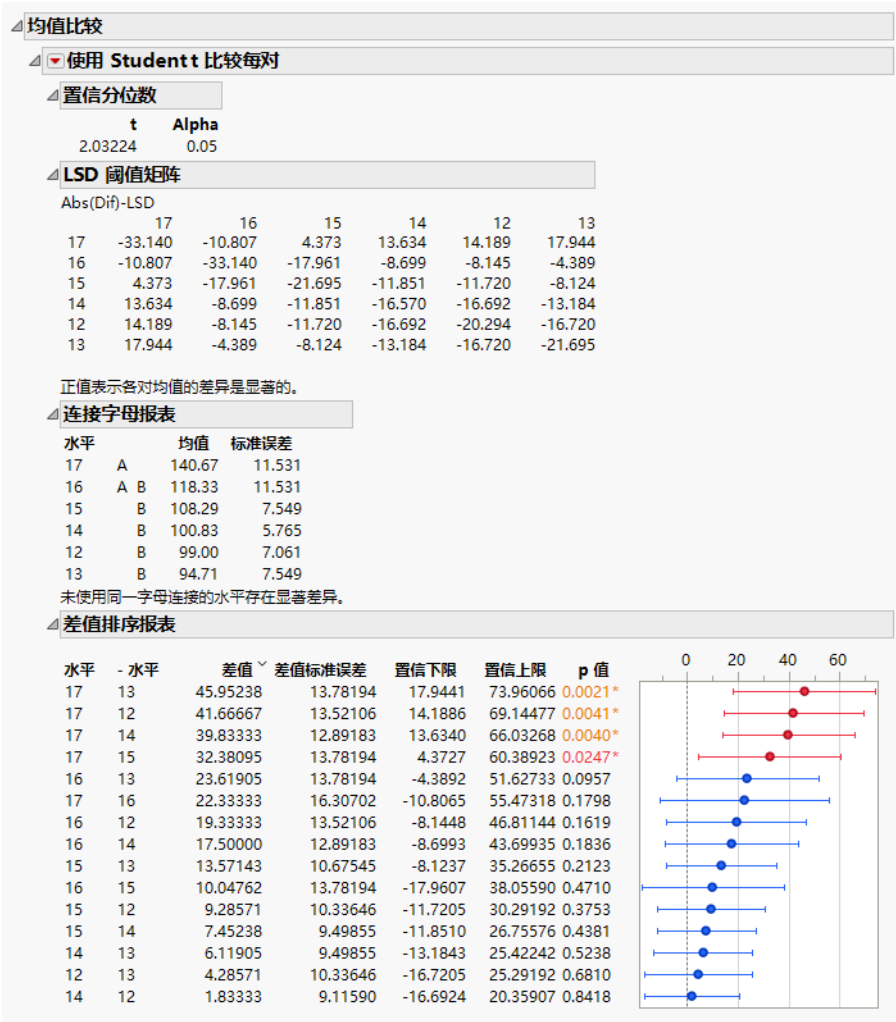 均值比较
使用 Student t 比较每对
置信分位数
t Alpha
2.03224 0.05
LSD 阈值矩阵
Abs(Dif)-LSD
17 16 15 14 12 13
17 -33.140 -10.807 4.373 13.634 14.189 17.944
16 -10.807 -33.140 -17.961 -8.699 -8.145 -4.389
15 4.373 -17.961 -21.695 -11.851 -11.720 -8.124
14 13.634 -8.699 -11.851 -16.570 -16.692 -13.184
12 14.189 -8.145 -11.720 -16.692 -20.294 -16.720
13 17.944 -4.389 -8.124 -13.184 -16.720 -21.695
正值表示各对均值的差异是显著的。
连接字母报表
水平 均值 标准误差
17 A 140.67 11.531
16 A B 118.33 11.531
15 B 108.29 7.549
14 B 100.83 5.765
12 B 99.00 7.061
13 B 94.71 7.549
未使用同一字母连接的水平存在显著差异。
差值排序报表
水平 - 水平 差值 差值标准误差 置信下限 置信上限 p 值 0 20 40 60
17 13 45.95238 13.78194 17.9441 73.96066 0.0021*
17 12 41.66667 13.52106 14.1886 69.14477 0.0041*
17 14 39.83333 12.89183 13.6340 66.03268 0.0040*
17 15 32.38095 13.78194 4.3727 60.38923 0.0247*
16 13 23.61905 13.78194 -4.3892 51.62733 0.0957
17 16 22.33333 16.30702 -10.8065 55.47318 0.1798
16 12 19.33333 13.52106 -8.1448 46.81144 0.1619
16 14 17.50000 12.89183 -8.6993 43.69935 0.1836
15 13 13.57143 10.67545 -8.1237 35.26655 0.2123
16 15 10.04762 13.78194 -17.9607 38.05590 0.4710
15 12 9.28571 10.33646 -11.7205 30.29192 0.3753
15 14 7.45238 9.49855 -11.8510 26.75576 0.4381
14 13 6.11905 9.49855 -13.1843 25.42242 0.5238
12 13 4.28571 10.33646 -16.7205 25.29192 0.6810
14 12 1.83333 9.11590 -16.6924 20.35907 0.8418